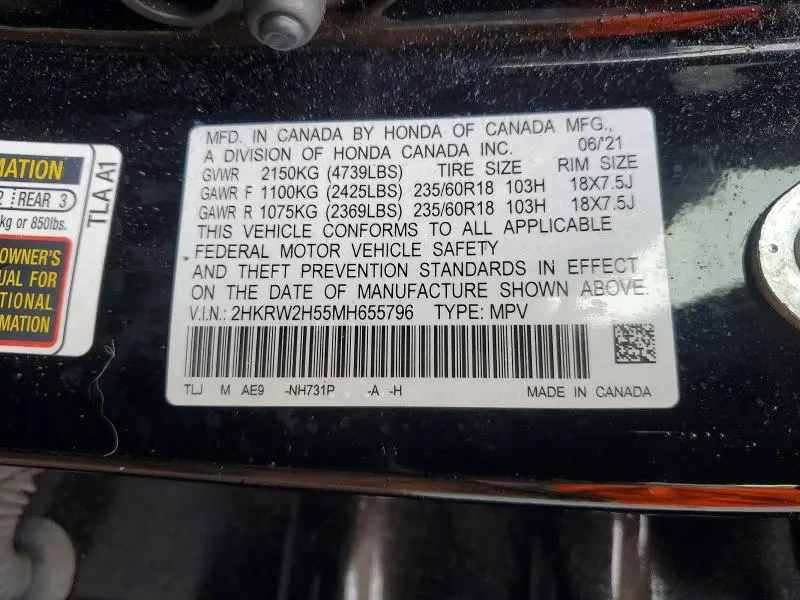 MATION
2 REAR 3
kg or 850lbs.
OWNER'S
UAL FOR
TIONAL
RMATION
TLA A1
MFD. IN CANADA BY HONDA OF CANADA MFG.,
A DIVISION OF HONDA CANADA INC. 06/'21
GVWR 2150KG (4739LBS) TIRE SIZE RIM SIZE
GAWR F 1100KG (2425LBS) 235/60R18 103H 18X7.5J
GAWR R 1075KG (2369LBS) 235/60R18 103H 18X7.5J
THIS VEHICLE CONFORMS TO ALL APPLICABLE
FEDERAL MOTOR VEHICLE SAFETY
AND THEFT PREVENTION STANDARDS IN EFFECT
ON THE DATE OF MANUFACTURE SHOWN ABOVE.
V.I.N.: 2HKRW2H55MH655796 TYPE: MPV
TLJ M AE9 -NH731P -A -H MADE IN CANADA